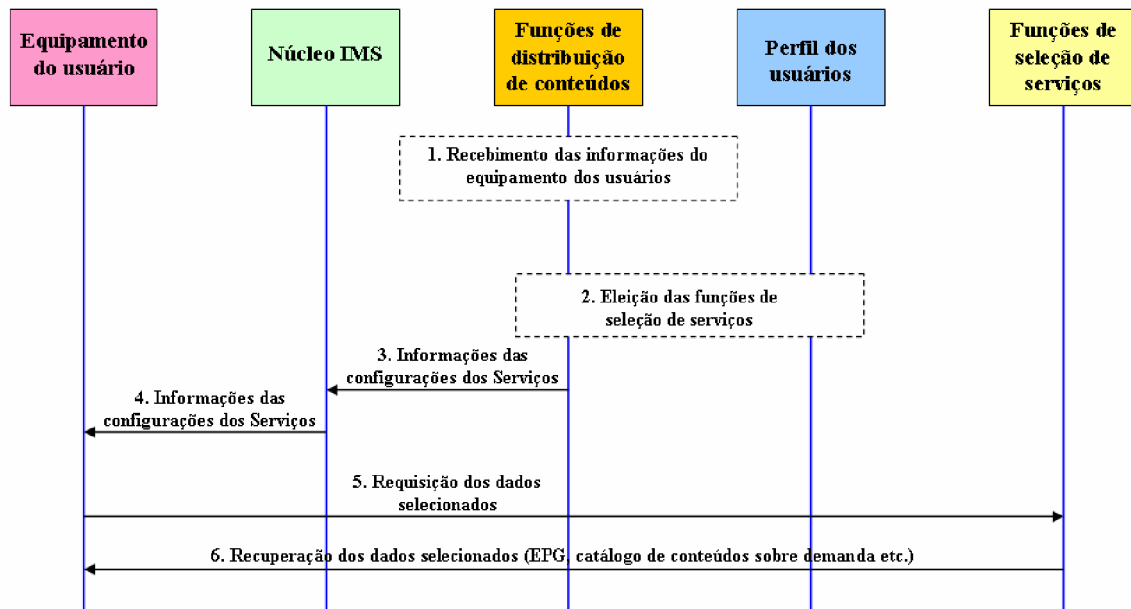 Equipamento
do usuário
Núcleo IMS
Funções de
distribuição
de conteúdos
Perfil dos
usuários
Funções de
seleção de
serviços
1. Recebimento das informações do
equipamento dos usuários
2. Eleição das funções de
seleção de serviços
3. Informações das
configurações dos Serviços
4. Informações das
configurações dos Serviços
5. Requisição dos dados
selecionados
6. Recuperação dos dados selecionados (EPG, catálogo de conteúdos sobre demanda etc.)